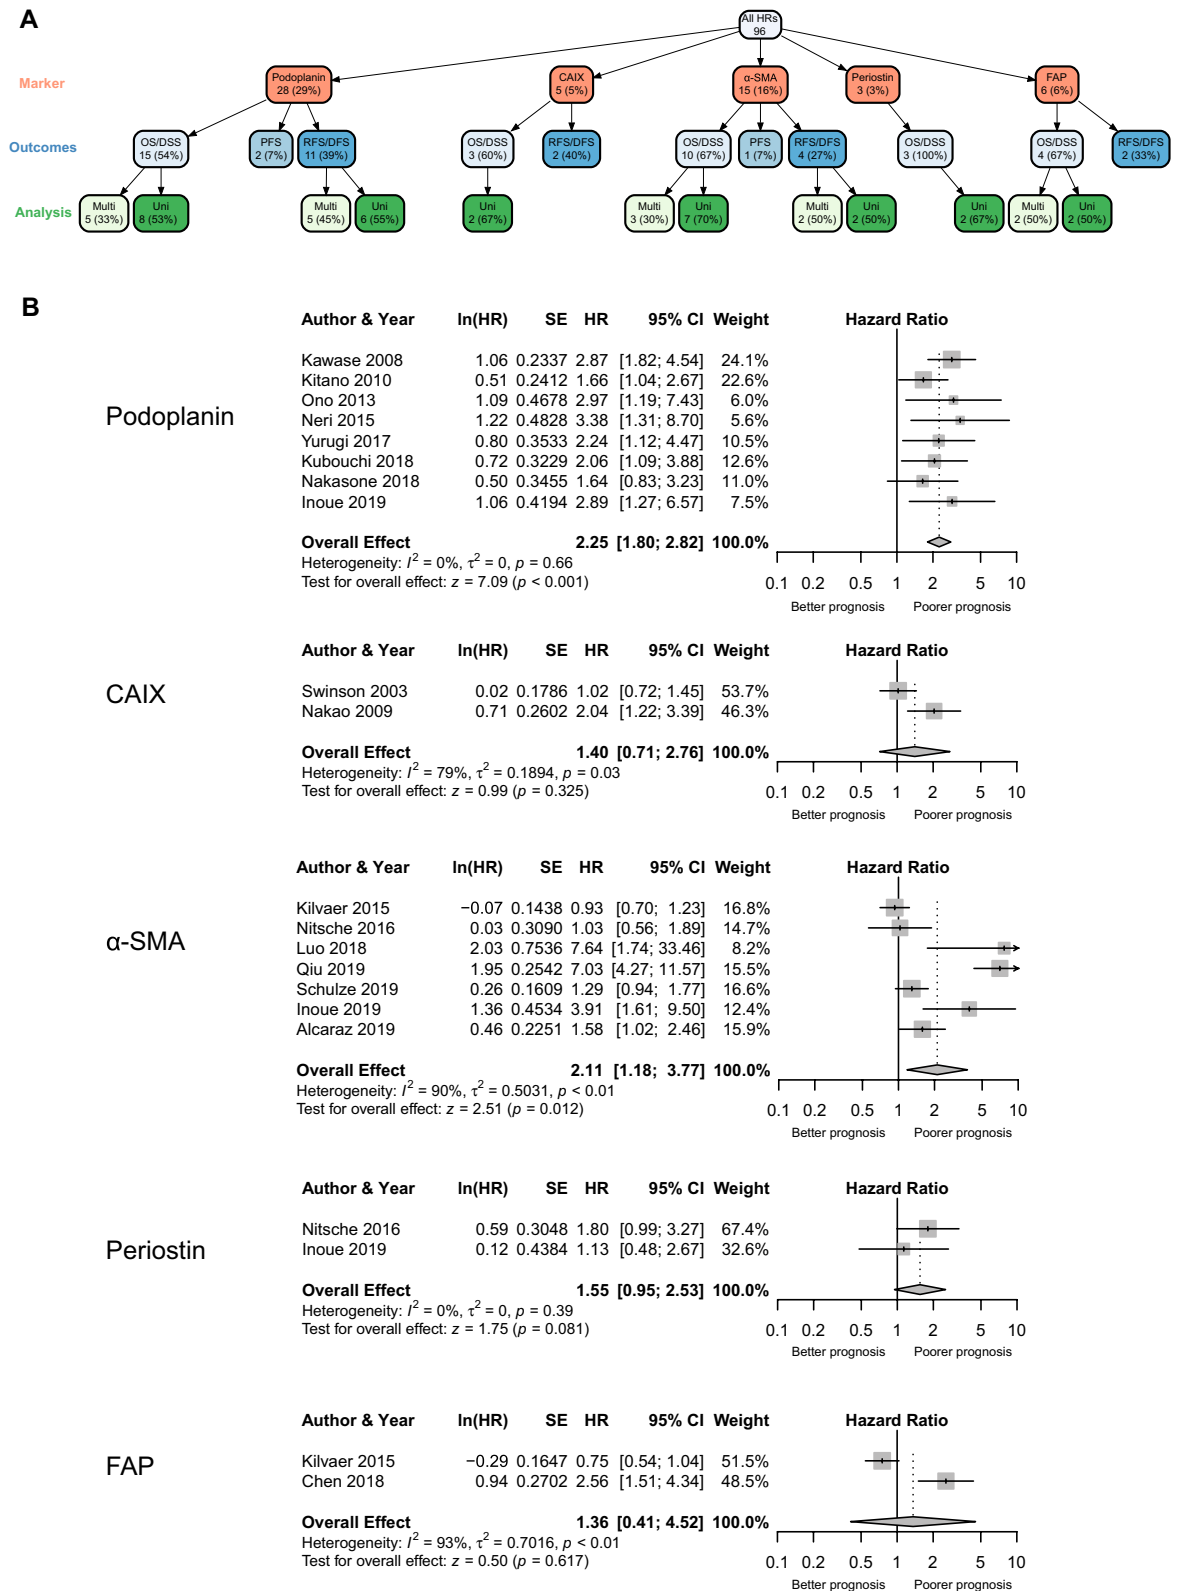 A
All HRs
96
Marker
Podoplanin
28 (29%)
CAIX
5 (5%)
α-SMA
15 (16%)
Periostin
3 (3%)
FAP
6 (6%)
Outcomes
OS/DSS
15 (54%)
PFS
2 (7%)
RFS/DFS
11 (39%)
OS/DSS
3 (60%)
RFS/DFS
2 (40%)
OS/DSS
10 (67%)
PFS
1 (7%)
RFS/DFS
4 (27%)
OS/DSS
3 (100%)
OS/DSS
4 (67%)
RFS/DFS
2 (33%)
Analysis
Multi
5 (33%)
Uni
8 (53%)
Multi
5 (45%)
Uni
6 (55%)
Uni
2 (67%)
Multi
3 (30%)
Uni
7 (70%)
Multi
2 (50%)
Uni
2 (50%)
Uni
2 (67%)
Multi
2 (50%)
Uni
2 (50%)
B
Podoplanin
Author & Year ln(HR) SE HR 95% CI Weight Hazard Ratio
Kawase 2008 1.06 0.2337 2.87 [1.82; 4.54] 24.1%
Kitano 2010 0.51 0.2412 1.66 [1.04; 2.67] 22.6%
Ono 2013 1.09 0.4678 2.97 [1.19; 7.43] 6.0%
Neri 2015 1.22 0.4828 3.38 [1.31; 8.70] 5.6%
Yurugi 2017 0.80 0.3533 2.24 [1.12; 4.47] 10.5%
Kubouchi 2018 0.72 0.3229 2.06 [1.09; 3.88] 12.6%
Nakasone 2018 0.50 0.3455 1.64 [0.83; 3.23] 11.0%
Inoue 2019 1.06 0.4194 2.89 [1.27; 6.57] 7.5%
Overall Effect 2.25 [1.80; 2.82] 100.0%
Heterogeneity: I² = 0%, τ² = 0, p = 0.66
Test for overall effect: z = 7.09 (p < 0.001)
0.1 0.2 0.5 1 2 5 10
Better prognosis Poorer prognosis
CAIX
Author & Year ln(HR) SE HR 95% CI Weight Hazard Ratio
Swinson 2003 0.02 0.1786 1.02 [0.72; 1.45] 53.7%
Nakao 2009 0.71 0.2602 2.04 [1.22; 3.39] 46.3%
Overall Effect 1.40 [0.71; 2.76] 100.0%
Heterogeneity: I² = 79%, τ² = 0.1894, p = 0.03
Test for overall effect: z = 0.99 (p = 0.325)
0.1 0.2 0.5 1 2 5 10
Better prognosis Poorer prognosis
α-SMA
Author & Year ln(HR) SE HR 95% CI Weight Hazard Ratio
Kilvaer 2015 −0.07 0.1438 0.93 [0.70; 1.23] 16.8%
Nitsche 2016 0.03 0.3090 1.03 [0.56; 1.89] 14.7%
Luo 2018 2.03 0.7536 7.64 [1.74; 33.46] 8.2%
Qiu 2019 1.95 0.2542 7.03 [4.27; 11.57] 15.5%
Schulze 2019 0.26 0.1609 1.29 [0.94; 1.77] 16.6%
Inoue 2019 1.36 0.4534 3.91 [1.61; 9.50] 12.4%
Alcaraz 2019 0.46 0.2251 1.58 [1.02; 2.46] 15.9%
Overall Effect 2.11 [1.18; 3.77] 100.0%
Heterogeneity: I² = 90%, τ² = 0.5031, p < 0.01
Test for overall effect: z = 2.51 (p = 0.012)
0.1 0.2 0.5 1 2 5 10
Better prognosis Poorer prognosis
Periostin
Author & Year ln(HR) SE HR 95% CI Weight Hazard Ratio
Nitsche 2016 0.59 0.3048 1.80 [0.99; 3.27] 67.4%
Inoue 2019 0.12 0.4384 1.13 [0.48; 2.67] 32.6%
Overall Effect 1.55 [0.95; 2.53] 100.0%
Heterogeneity: I² = 0%, τ² = 0, p = 0.39
Test for overall effect: z = 1.75 (p = 0.081)
0.1 0.2 0.5 1 2 5 10
Better prognosis Poorer prognosis
FAP
Author & Year ln(HR) SE HR 95% CI Weight Hazard Ratio
Kilvaer 2015 −0.29 0.1647 0.75 [0.54; 1.04] 51.5%
Chen 2018 0.94 0.2702 2.56 [1.51; 4.34] 48.5%
Overall Effect 1.36 [0.41; 4.52] 100.0%
Heterogeneity: I² = 93%, τ² = 0.7016, p < 0.01
Test for overall effect: z = 0.50 (p = 0.617)
0.1 0.2 0.5 1 2 5 10
Better prognosis Poorer prognosis